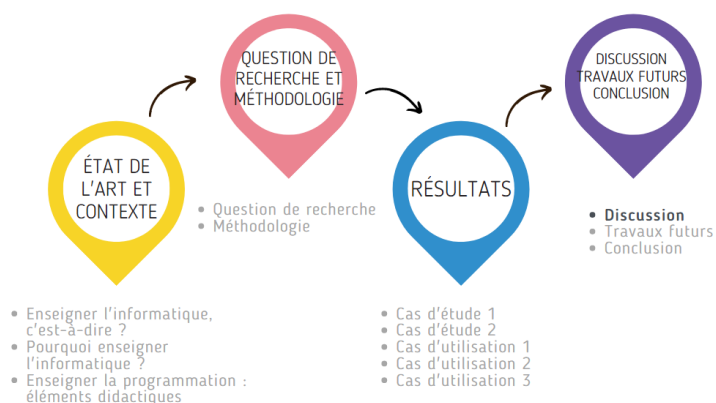 ÉTAT DE
L'ART ET
CONTEXTE
• Enseigner l'informatique,
c'est-à-dire ?
• Pourquoi enseigner
l'informatique ?
• Enseigner la programmation :
éléments didactiques
QUESTION DE
RECHERCHE ET
MÉTHODOLOGIE
• Question de recherche
• Méthodologie
RÉSULTATS
• Cas d'étude 1
• Cas d'étude 2
• Cas d'utilisation 1
• Cas d'utilisation 2
• Cas d'utilisation 3
DISCUSSION
TRAVAUX FUTURS
CONCLUSION
• Discussion
• Travaux futurs
• Conclusion